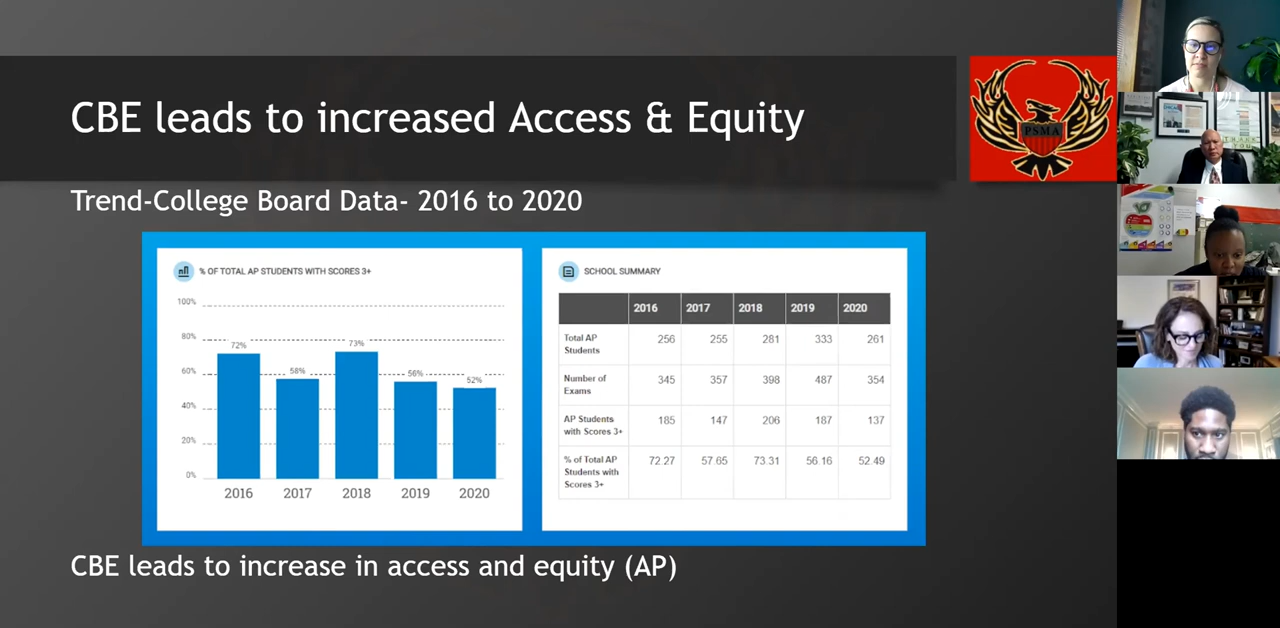 CBE leads to increased Access & Equity
PSMA
Trend-College Board Data- 2016 to 2020
% OF TOTAL AP STUDENTS WITH SCORES 3+
100%
80%
60%
40%
20%
0%
72%
58%
73%
56%
52%
2016 2017 2018 2019 2020
SCHOOL SUMMARY
2016 2017 2018 2019 2020
Total AP
Students
256 255 281 333 261
Number of
Exams
345 357 398 487 354
AP Students
with Scores 3+
185 147 206 187 137
% of Total AP
Students with
Scores 3+
72.27 57.65 73.31 56.16 52.49
CBE leads to increase in access and equity (AP)
THANK
YOU